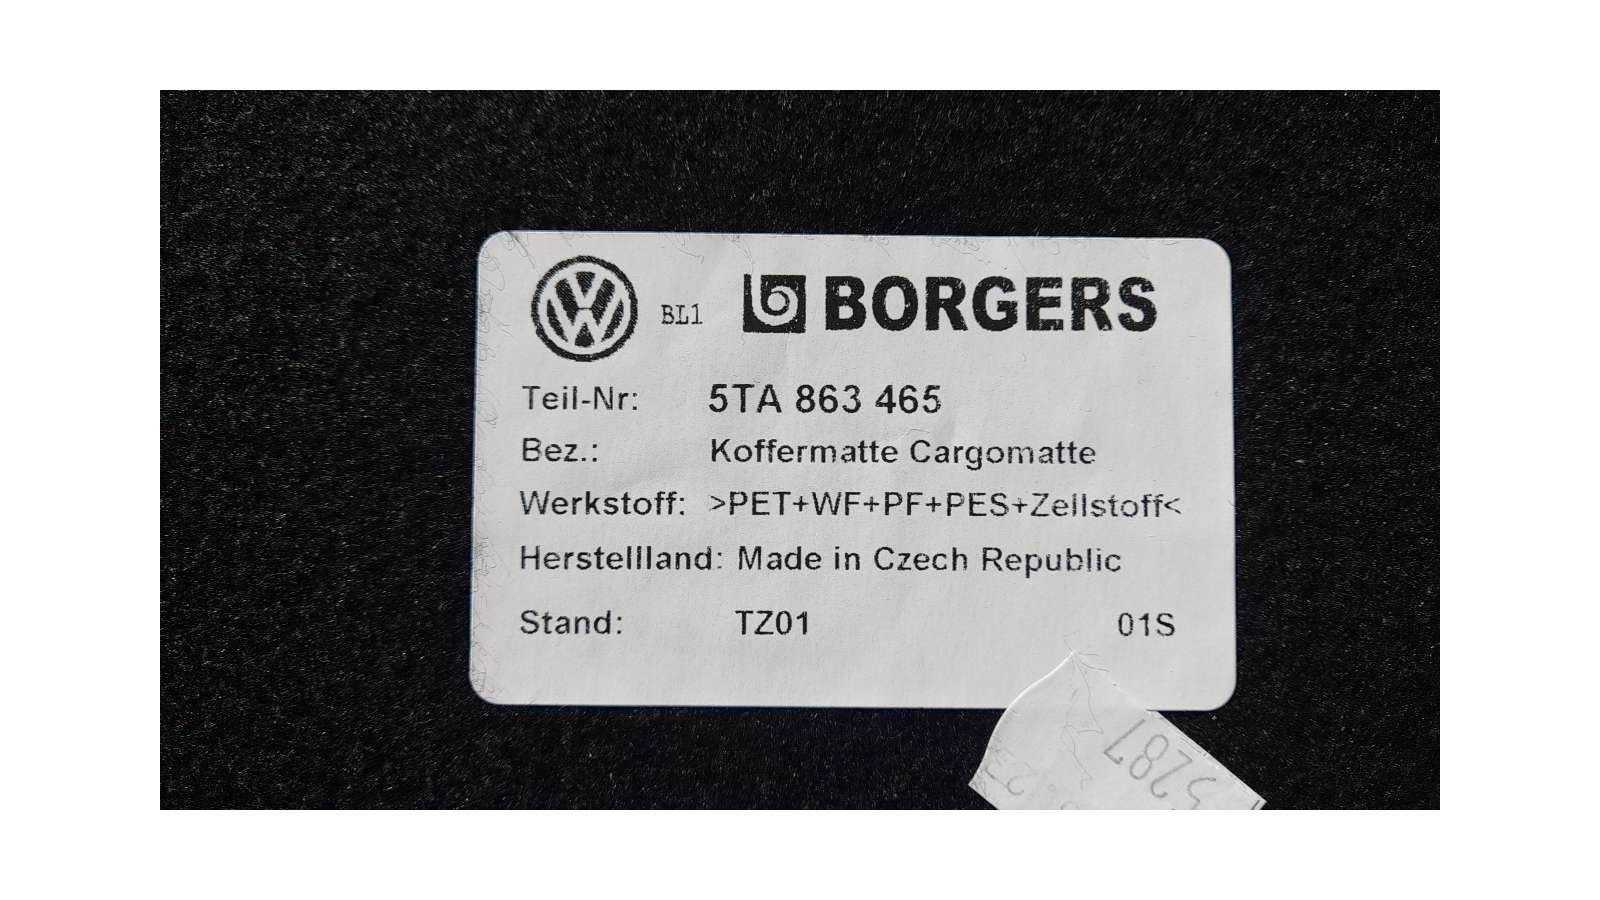 BL1 BORGERS
Teil-Nr: 5TA 863 465
Bez.: Koffermatte Cargomatte
Werkstoff: >PET+WF+PF+PES+Zellstoff<
Herstellland: Made in Czech Republic
Stand: TZ01 01S